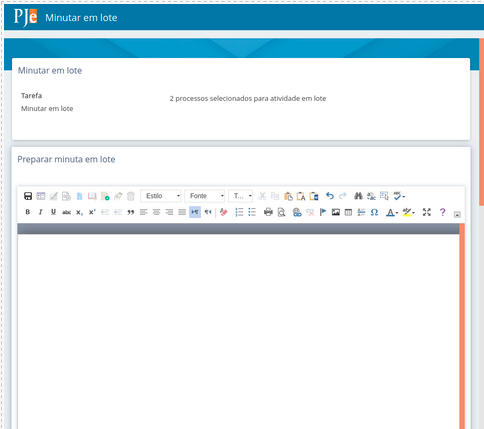 PJe Minutar em lote
Minutar em lote
Tarefa
Minutar em lote
2 processos selecionados para atividade em lote
Preparar minuta em lote
Estilo Fonte T...